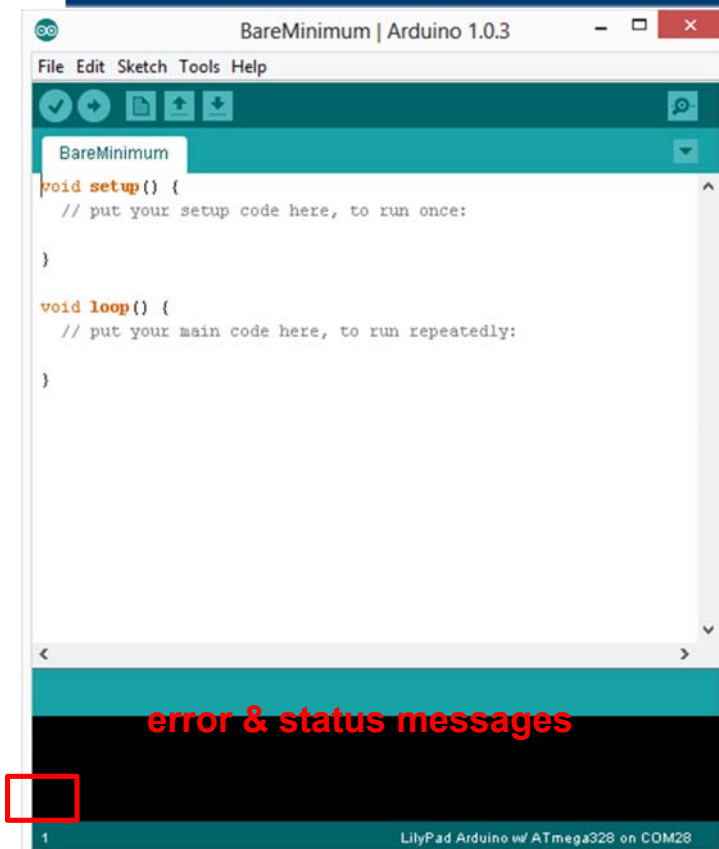 BareMinimum | Arduino 1.0.3
File Edit Sketch Tools Help
BareMinimum
void setup() {
  // put your setup code here, to run once:
}
void loop() {
  // put your main code here, to run repeatedly:
}
error & status messages
1 LilyPad Arduino w/ ATmega328 on COM28